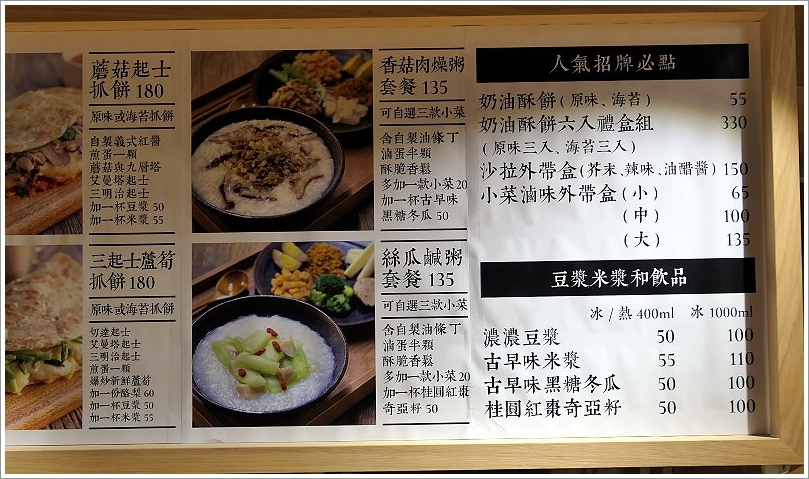 蘑菇起士
抓餅 180
原味或海苔抓餅
自製義式紅醬
煎蛋一顆
蘑菇與九層塔
艾曼塔起士
三明治起士
加一杯豆漿 50
加一杯米漿 55
三起士蘆筍
抓餅 180
原味或海苔抓餅
切達起士
艾曼塔起士
三明治起士
煎蛋一顆
爆炒新鮮蘆筍
加一份酪梨 60
加一杯豆漿 50
加一杯米漿 55
香菇肉燥粥
套餐 135
可自選三款小菜
含自製油條丁
滷蛋半顆
酥脆香鬆
多加一款小菜 20
加一杯古早味
黑糖冬瓜 50
絲瓜鹹粥
套餐 135
可自選三款小菜
含自製油條丁
滷蛋半顆
酥脆香鬆
多加一款小菜 20
加一杯桂圓紅棗
奇亞籽 50
人氣招牌必點
奶油酥餅 (原味、海苔) 55
奶油酥餅六入禮盒組 330
(原味三入、海苔三入)
沙拉外帶盒 (芥末、辣味、油醋醬) 150
小菜滷味外帶盒 (小) 65
(中) 100
(大) 135
豆漿米漿和飲品
冰 / 熱 400ml 冰 1000ml
濃濃豆漿 50 100
古早味米漿 55 110
古早味黑糖冬瓜 50 100
桂圓紅棗奇亞籽 50 100